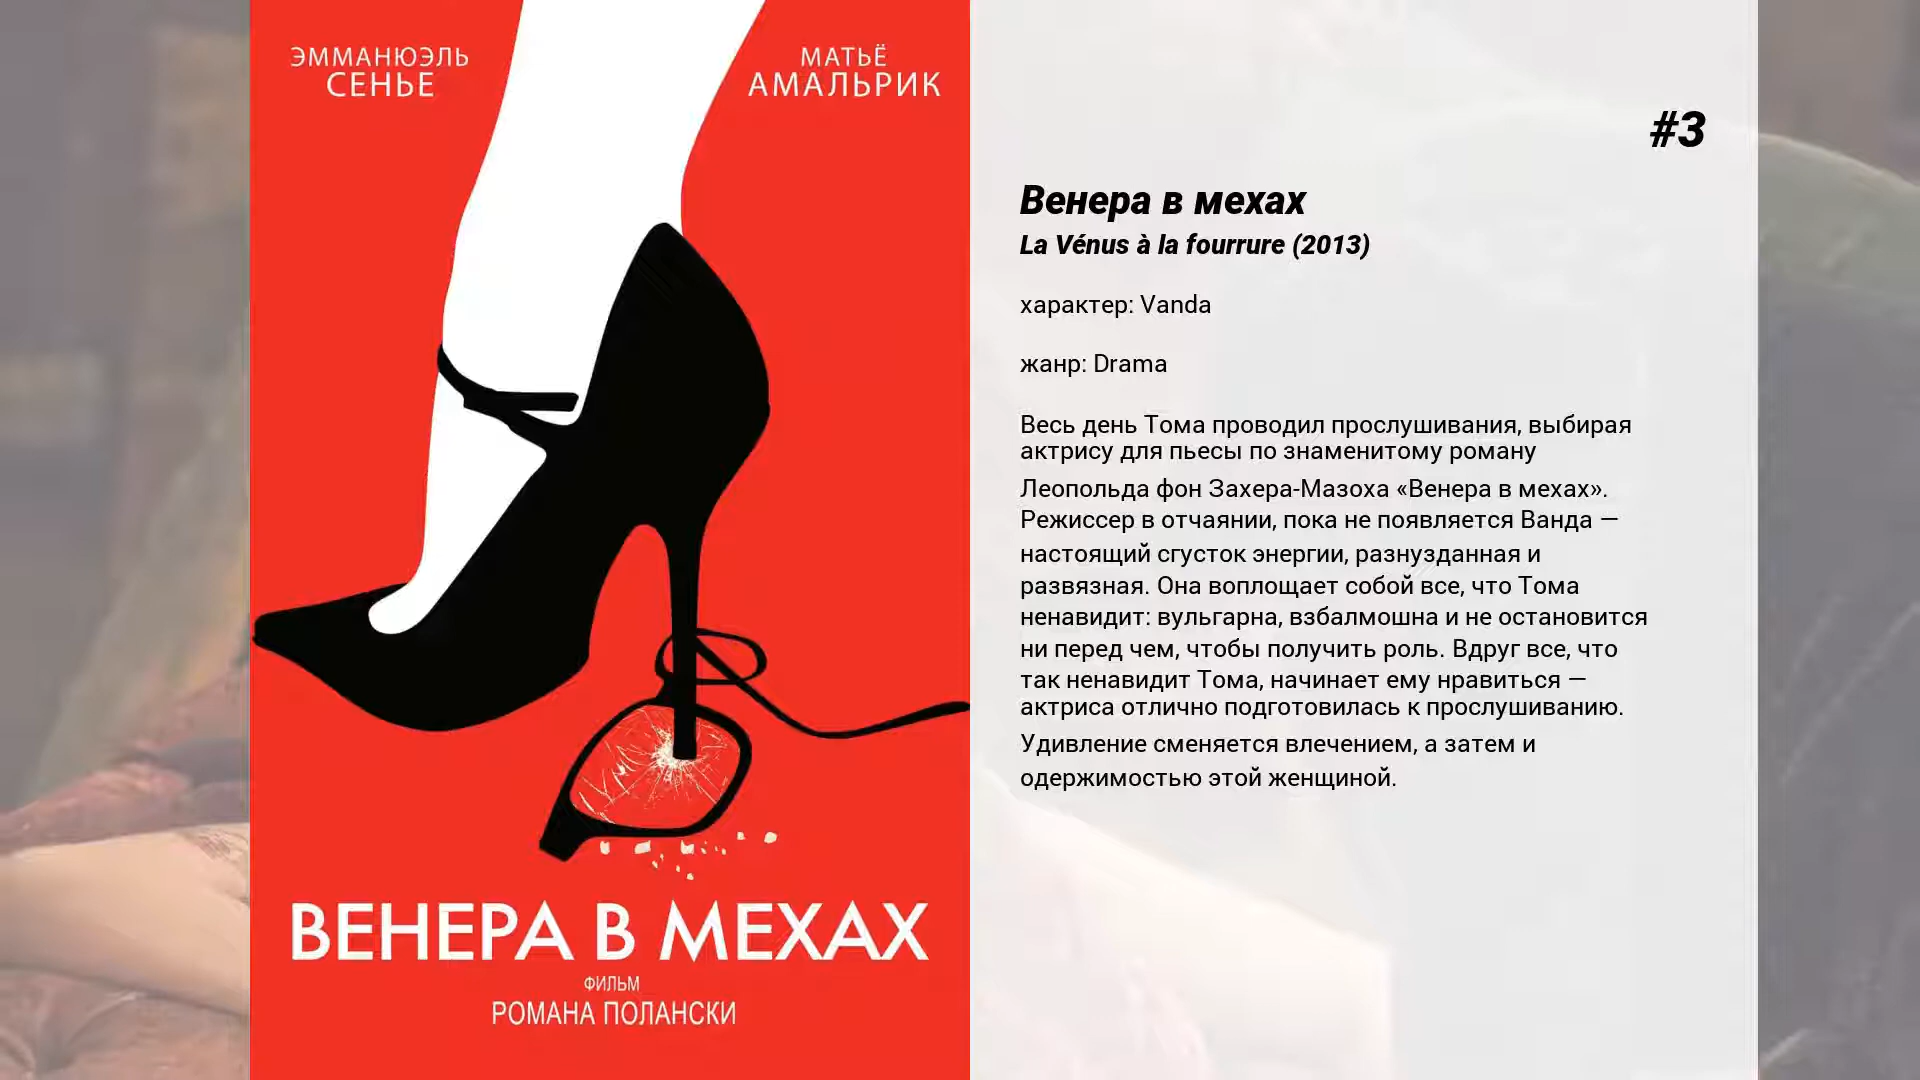 ЭММАНЮЭЛЬ
СЕНЬЕ
МАТЬЁ
АМАЛЬРИК
ВЕНЕРА В МЕХАХ
ФИЛЬМ
РОМАНА ПОЛАНСКИ
#3
Венера в мехах
La Vénus à la fourrure (2013)
характер: Vanda
жанр: Drama
Весь день Тома проводил прослушивания, выбирая
актрису для пьесы по знаменитому роману
Леопольда фон Захера-Мазоха «Венера в мехах».
Режиссер в отчаянии, пока не появляется Ванда —
настоящий сгусток энергии, разнузданная и
развязная. Она воплощает собой все, что Тома
ненавидит: вульгарна, взбалмошна и не остановится
ни перед чем, чтобы получить роль. Вдруг все, что
так ненавидит Тома, начинает ему нравиться —
актриса отлично подготовилась к прослушиванию.
Удивление сменяется влечением, а затем и
одержимостью этой женщиной.